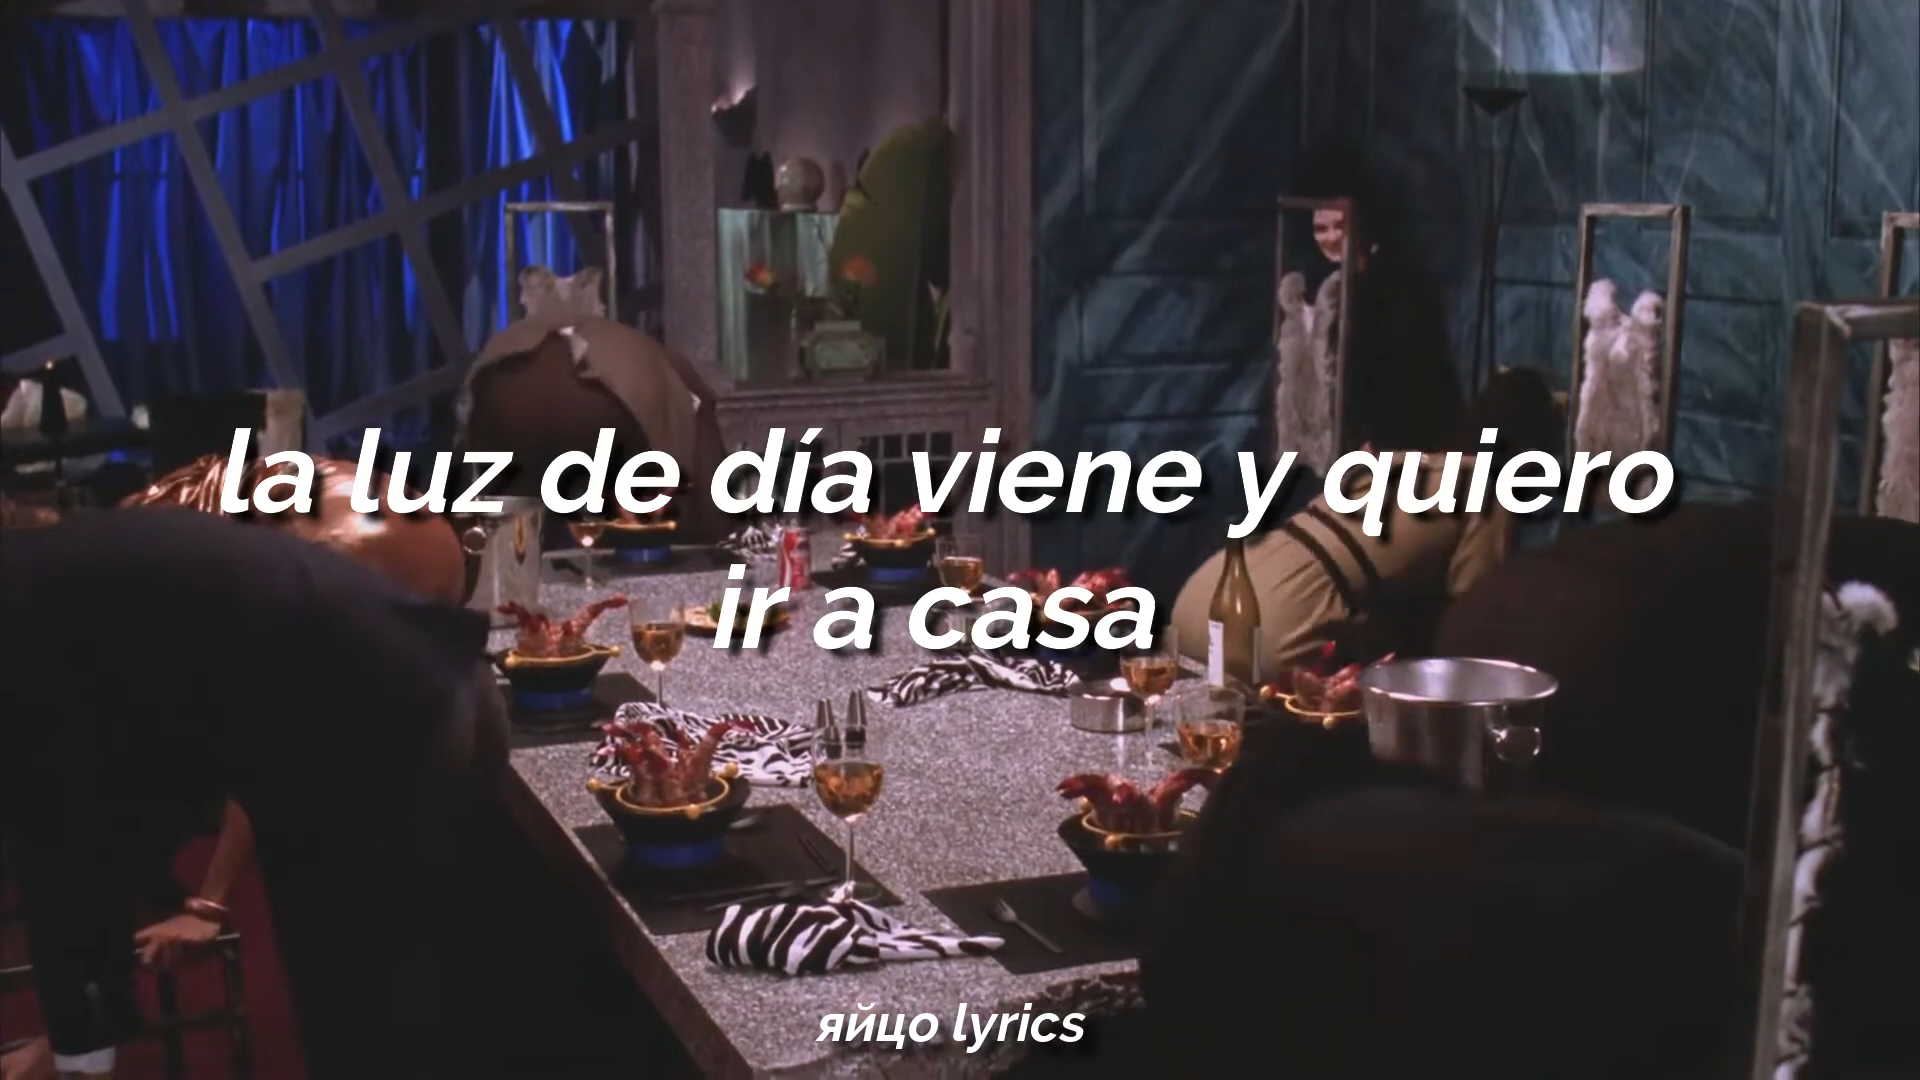 la luz de día viene y quiero
ir a casa
яйцо lyrics